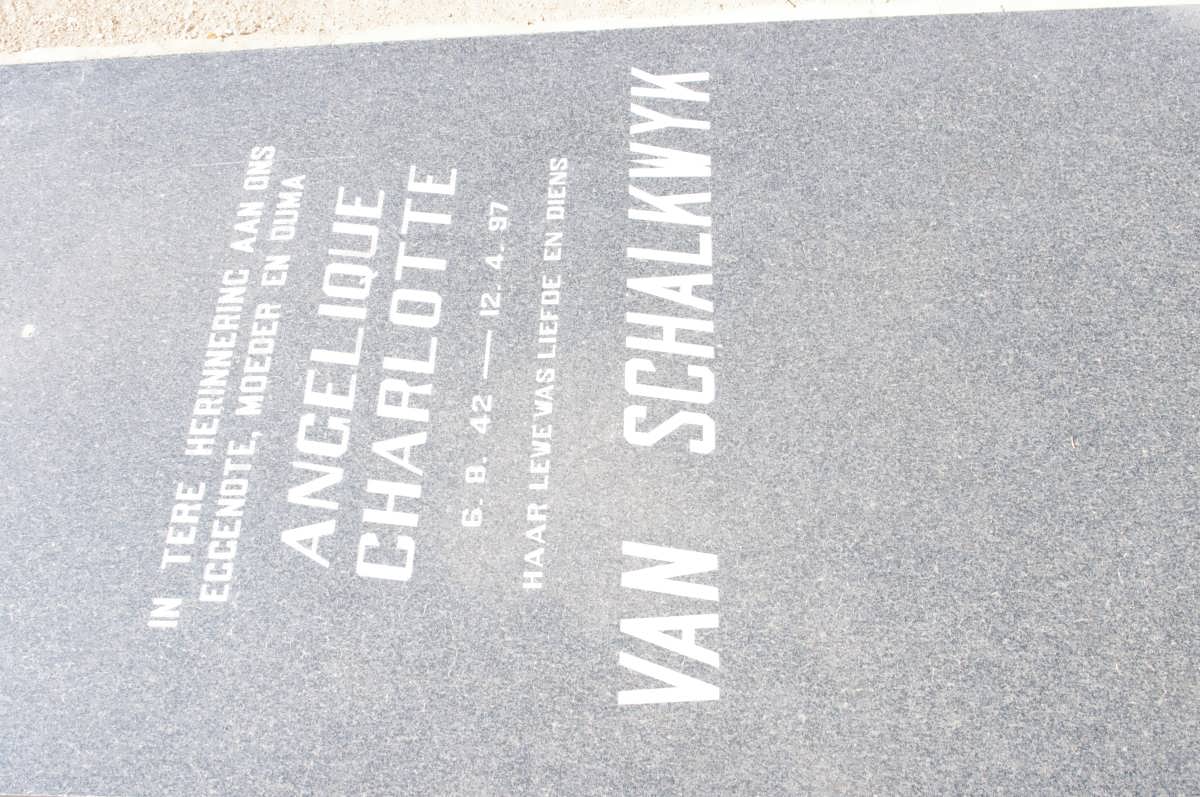 IN TERE HERINNERING AAN ONS
EGGENOTE, MOEDER EN OUMA
ANGELIQUE
CHARLOTTE
6. 8. 42 — 12. 4. 97
HAAR LEWE WAS LIEFDE EN DIENS
VAN SCHALKWYK